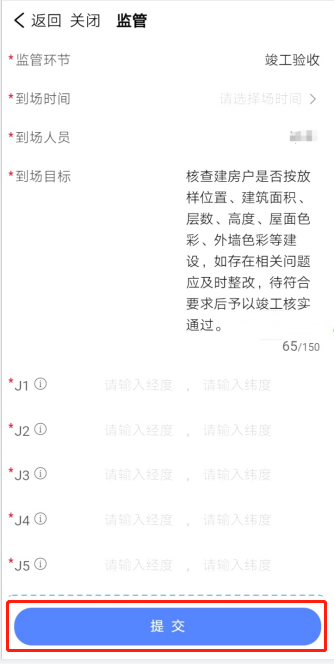 返回 关闭 监管
*监管环节 竣工验收
*到场时间 请选择场时间
*到场人员
*到场目标 核查建房户是否按放
样位置、建筑面积、
层数、高度、屋面色
彩、外墙色彩等建
设，如存在相关问题
应及时整改，待符合
要求后予以竣工核实
通过。
65/150
*J1 请输入经度 ， 请输入纬度
*J2 请输入经度 ， 请输入纬度
*J3 请输入经度 ， 请输入纬度
*J4 请输入经度 ， 请输入纬度
*J5 请输入经度 ， 请输入纬度
提 交